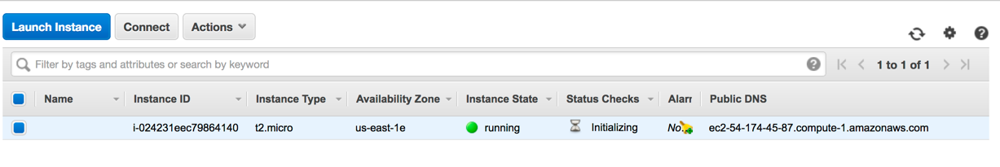 Launch Instance Connect Actions
Filter by tags and attributes or search by keyword 1 to 1 of 1
Name Instance ID Instance Type Availability Zone Instance State Status Checks Alarr Public DNS
i-024231eec79864140 t2.micro us-east-1e running Initializing No. ec2-54-174-45-87.compute-1.amazonaws.com